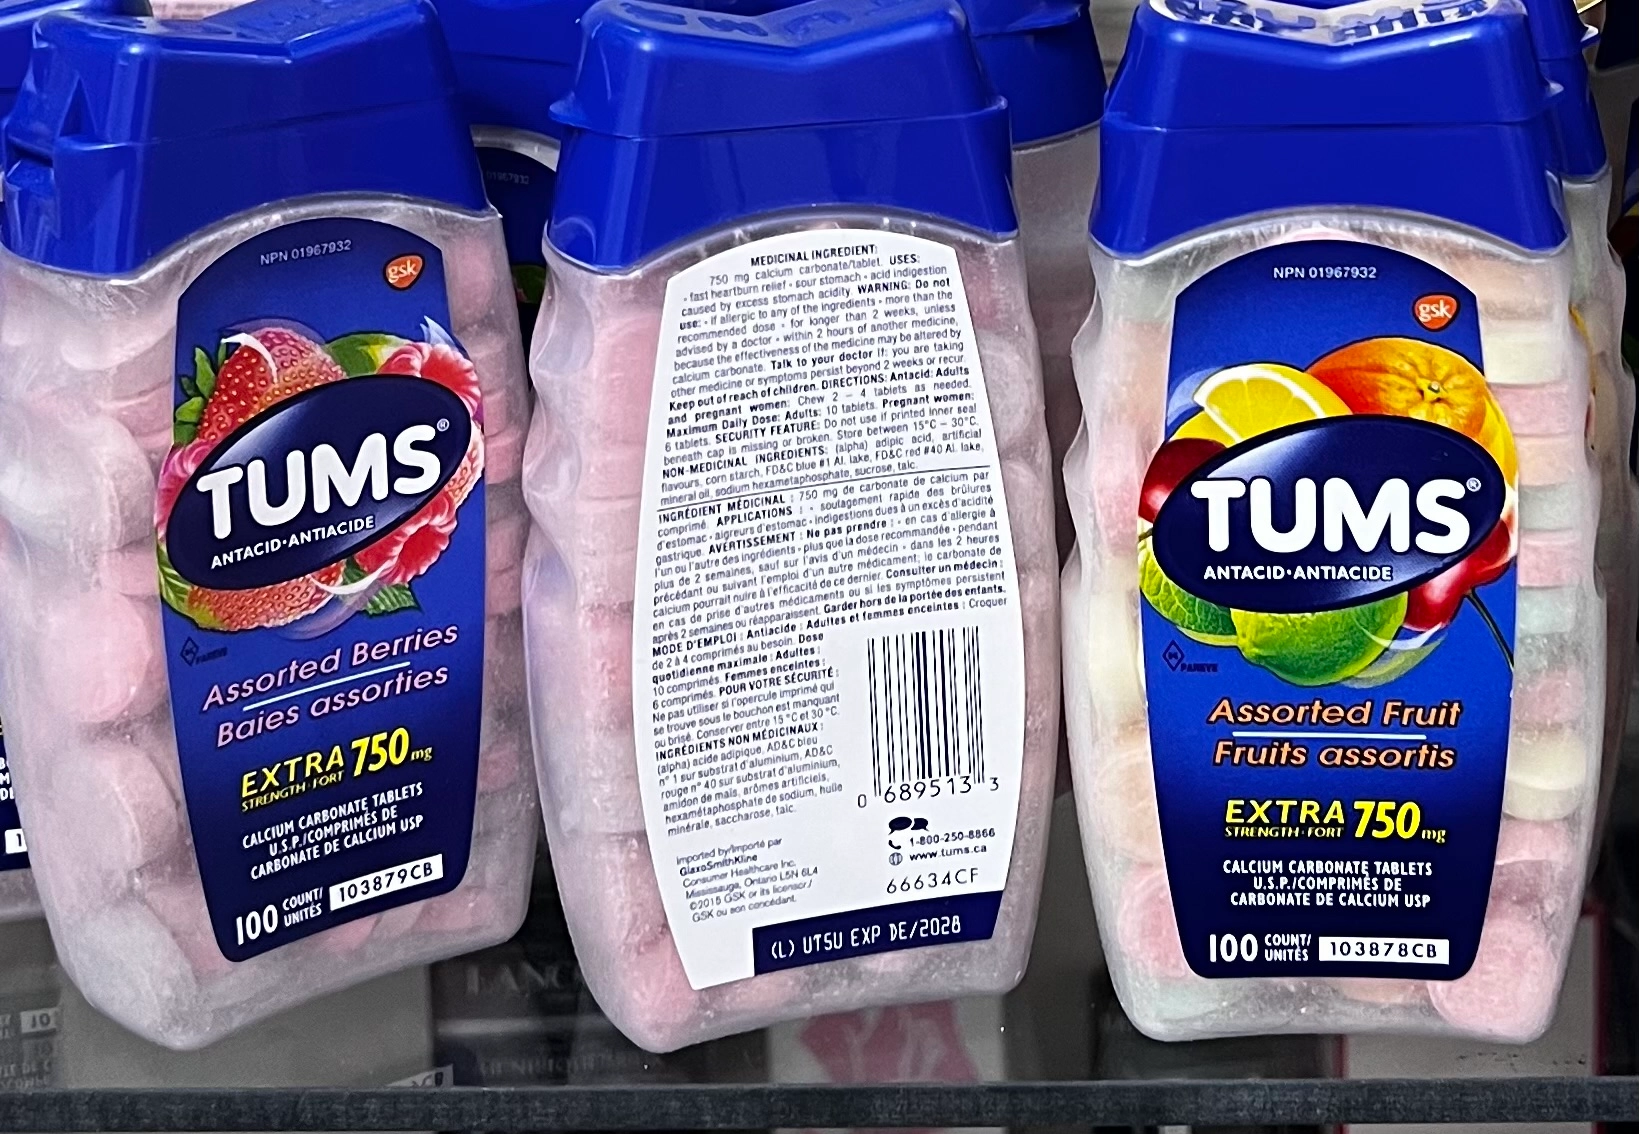 NPN 01967932
gsk
TUMS®
ANTACID·ANTIACIDE
PAREVE
Assorted Berries
Baies assorties
EXTRA 750 mg
STRENGTH·FORT
CALCIUM CARBONATE TABLETS
U.S.P./COMPRIMÉS DE
CARBONATE DE CALCIUM USP
100 COUNT/
UNITÉS 103879CB
MEDICINAL INGREDIENT:
750 mg calcium carbonate/tablet. USES:
• fast heartburn relief • sour stomach • acid indigestion
caused by excess stomach acidity. WARNING: Do not
use: • if allergic to any of the ingredients • more than the
recommended dose • for longer than 2 weeks, unless
advised by a doctor • within 2 hours of another medicine,
because the effectiveness of the medicine may be altered by
calcium carbonate. Talk to your doctor if: you are taking
other medicine or symptoms persist beyond 2 weeks or recur.
Keep out of reach of children. DIRECTIONS: Antacid: Adults
and pregnant women: Chew 2 – 4 tablets as needed.
Maximum Daily Dose: Adults: 10 tablets. Pregnant women:
6 tablets. SECURITY FEATURE: Do not use if printed inner seal
beneath cap is missing or broken. Store between 15°C – 30°C.
NON-MEDICINAL INGREDIENTS: (alpha) adipic acid, artificial
flavours, corn starch, FD&C blue #1 Al. lake, FD&C red #40 Al. lake,
mineral oil, sodium hexametaphosphate, sucrose, talc.
INGRÉDIENT MÉDICINAL : 750 mg de carbonate de calcium par
comprimé. APPLICATIONS : • soulagement rapide des brûlures
d'estomac • aigreurs d'estomac • indigestions dues à un excès d'acidité
gastrique. AVERTISSEMENT : Ne pas prendre : • en cas d'allergie à
l'un ou l'autre des ingrédients • plus que la dose recommandée • pendant
plus de 2 semaines, sauf sur l'avis d'un médecin • dans les 2 heures
précédant ou suivant l'emploi d'un autre médicament; le carbonate de
calcium pourrait nuire à l'efficacité de ce dernier. Consulter un médecin :
en cas de prise d'autres médicaments ou si les symptômes persistent
après 2 semaines ou réapparaissent. Garder hors de la portée des enfants.
MODE D'EMPLOI : Antiacide : Adultes et femmes enceintes : Croquer
de 2 à 4 comprimés au besoin. Dose
quotidienne maximale : Adultes :
10 comprimés. Femmes enceintes :
6 comprimés. POUR VOTRE SÉCURITÉ :
Ne pas utiliser si l'opercule imprimé qui
se trouve sous le bouchon est manquant
ou brisé. Conserver entre 15 °C et 30 °C.
INGRÉDIENTS NON MÉDICINAUX :
(alpha) acide adipique, AD&C bleu
n° 1 sur substrat d'aluminium, AD&C
rouge n° 40 sur substrat d'aluminium,
amidon de maïs, arômes artificiels,
hexamétaphosphate de sodium, huile
minérale, saccharose, talc.
0 689513 3
Imported by/Importé par
GlaxoSmithKline
Consumer Healthcare Inc.
Mississauga, Ontario L5N 6L4
©2015 GSK or its licensor/
GSK ou son concédant.
1-800-250-8866
www.tums.ca
66634CF
(L) UT5U EXP DE/2028
NPN 01967932
gsk
TUMS®
ANTACID·ANTIACIDE
PAREVE
Assorted Fruit
Fruits assortis
EXTRA 750 mg
STRENGTH·FORT
CALCIUM CARBONATE TABLETS
U.S.P./COMPRIMÉS DE
CARBONATE DE CALCIUM USP
100 COUNT/
UNITÉS 103878CB